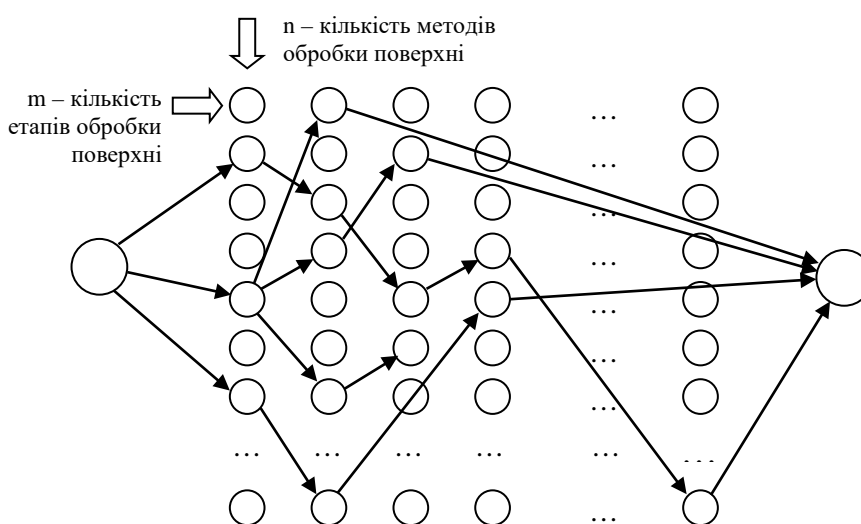 n – кількість методів
обробки поверхні
m – кількість
етапів обробки
поверхні
...
...
...
...
...
...
...
... ... ... ... ... ...
...